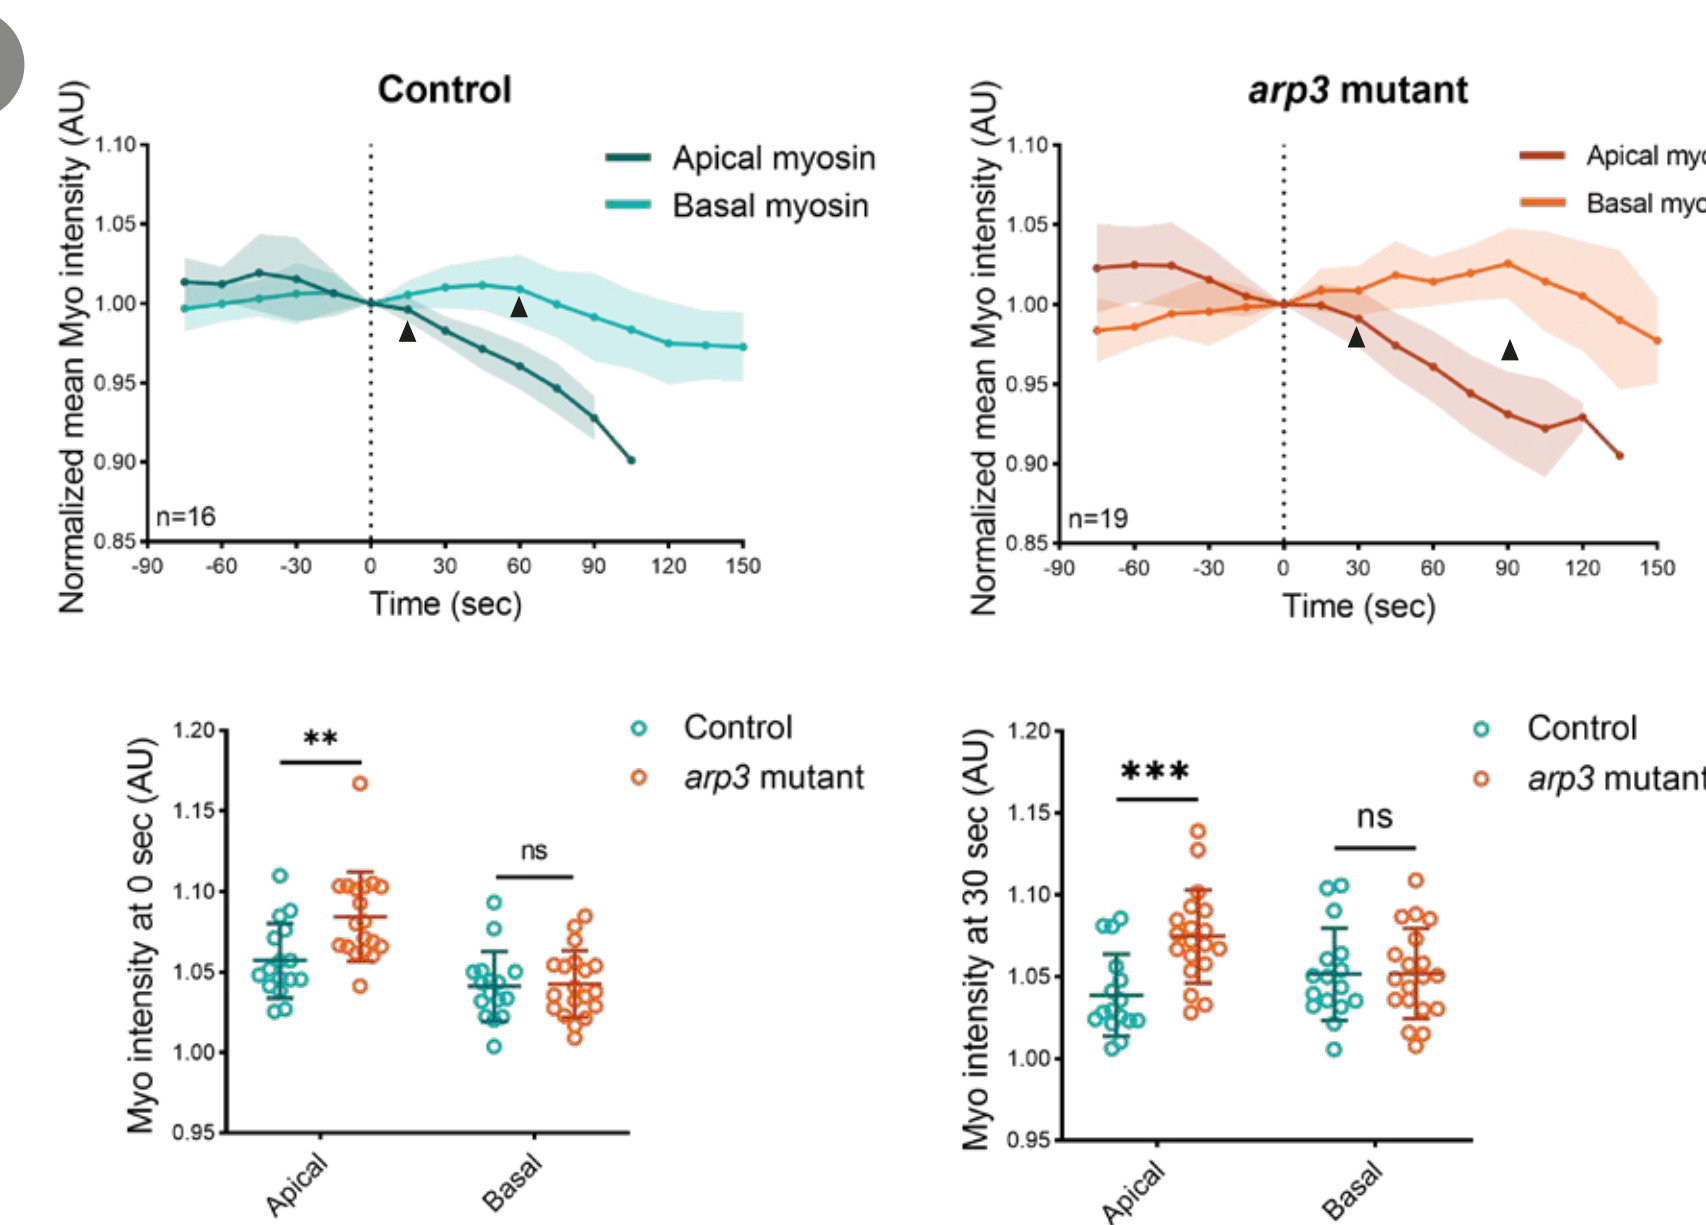 Control
Normalized mean Myo intensity (AU)
1.10
1.05
1.00
0.95
0.90
0.85
Apical myosin
Basal myosin
n=16
-90 -60 -30 0 30 60 90 120 150
Time (sec)
arp3 mutant
Normalized mean Myo intensity (AU)
1.10
1.05
1.00
0.95
0.90
0.85
Apical myo
Basal myo
n=19
-90 -60 -30 0 30 60 90 120 150
Time (sec)
Myo intensity at 0 sec (AU)
1.20
1.15
1.10
1.05
1.00
0.95
**
ns
Control
arp3 mutant
Apical
Basal
Myo intensity at 30 sec (AU)
1.20
1.15
1.10
1.05
1.00
0.95
***
ns
Control
arp3 mutant
Apical
Basal